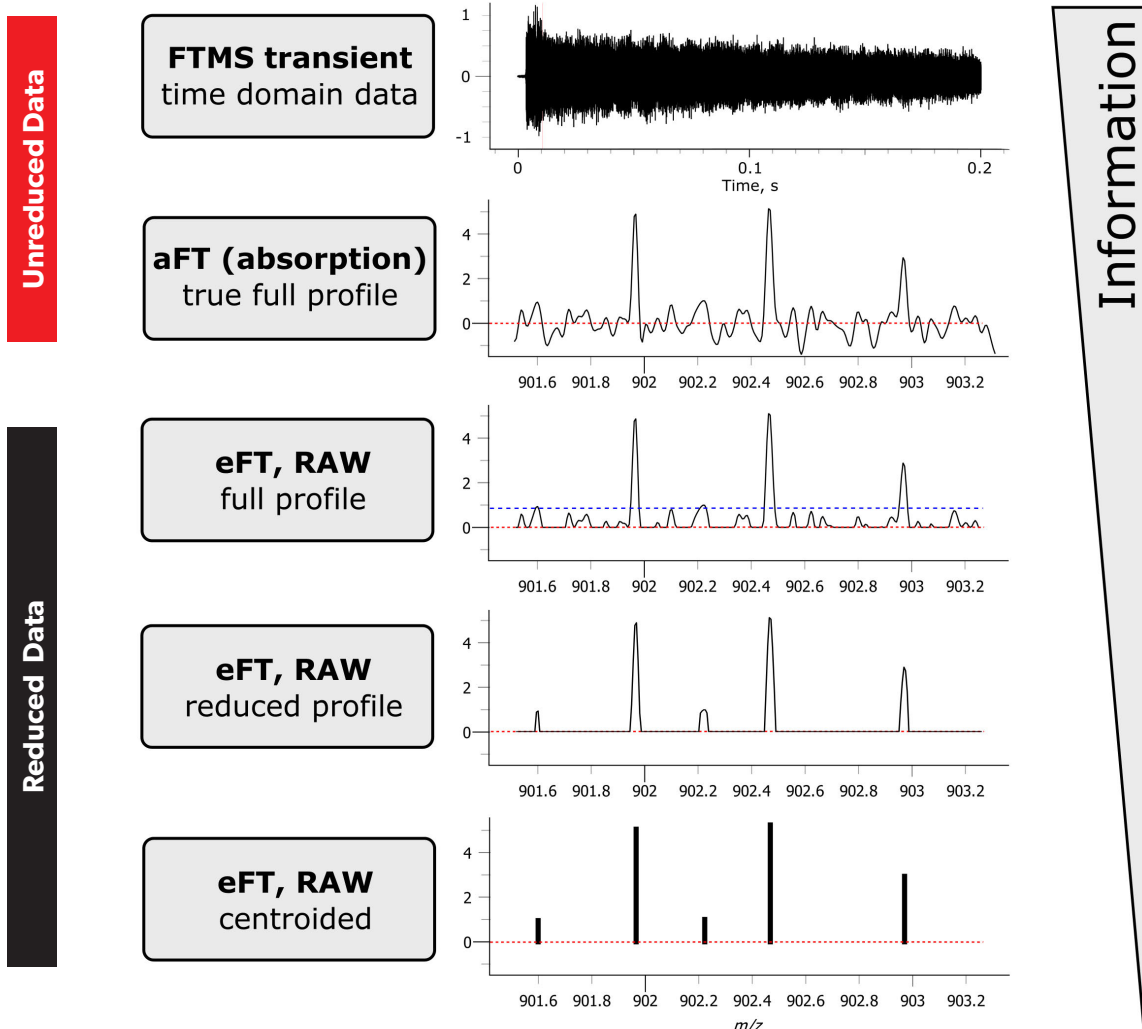 Unreduced Data
FTMS transient
time domain data
1
0
-1
0
0.1
0.2
Time, s
Information
aFT (absorption)
true full profile
4
2
0
901.6 901.8 902 902.2 902.4 902.6 902.8 903 903.2
Reduced Data
eFT, RAW
full profile
4
2
0
901.6 901.8 902 902.2 902.4 902.6 902.8 903 903.2
eFT, RAW
reduced profile
4
2
0
901.6 901.8 902 902.2 902.4 902.6 902.8 903 903.2
eFT, RAW
centroided
4
2
0
901.6 901.8 902 902.2 902.4 902.6 902.8 903 903.2
m/z